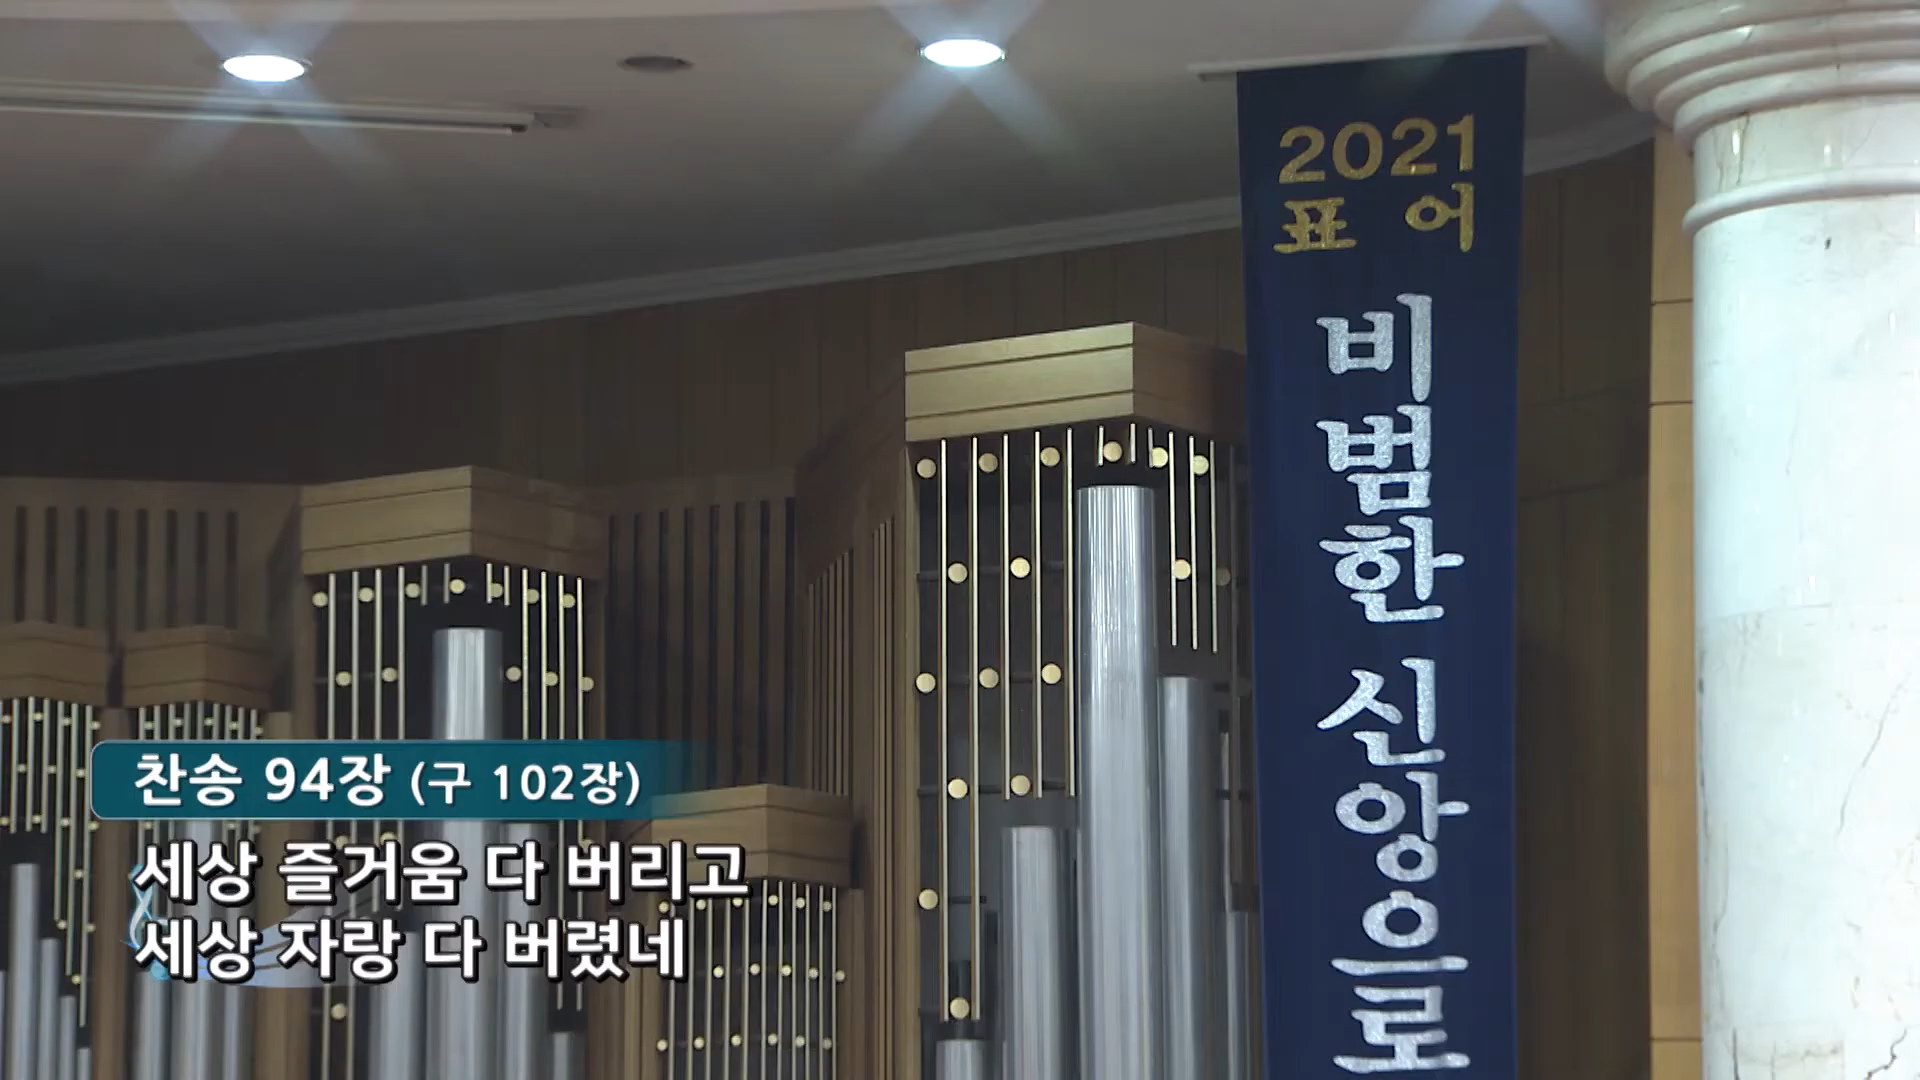 2021
표 어
비범한 신앙으로
찬송 94장 (구 102장)
세상 즐거움 다 버리고
세상 자랑 다 버렸네